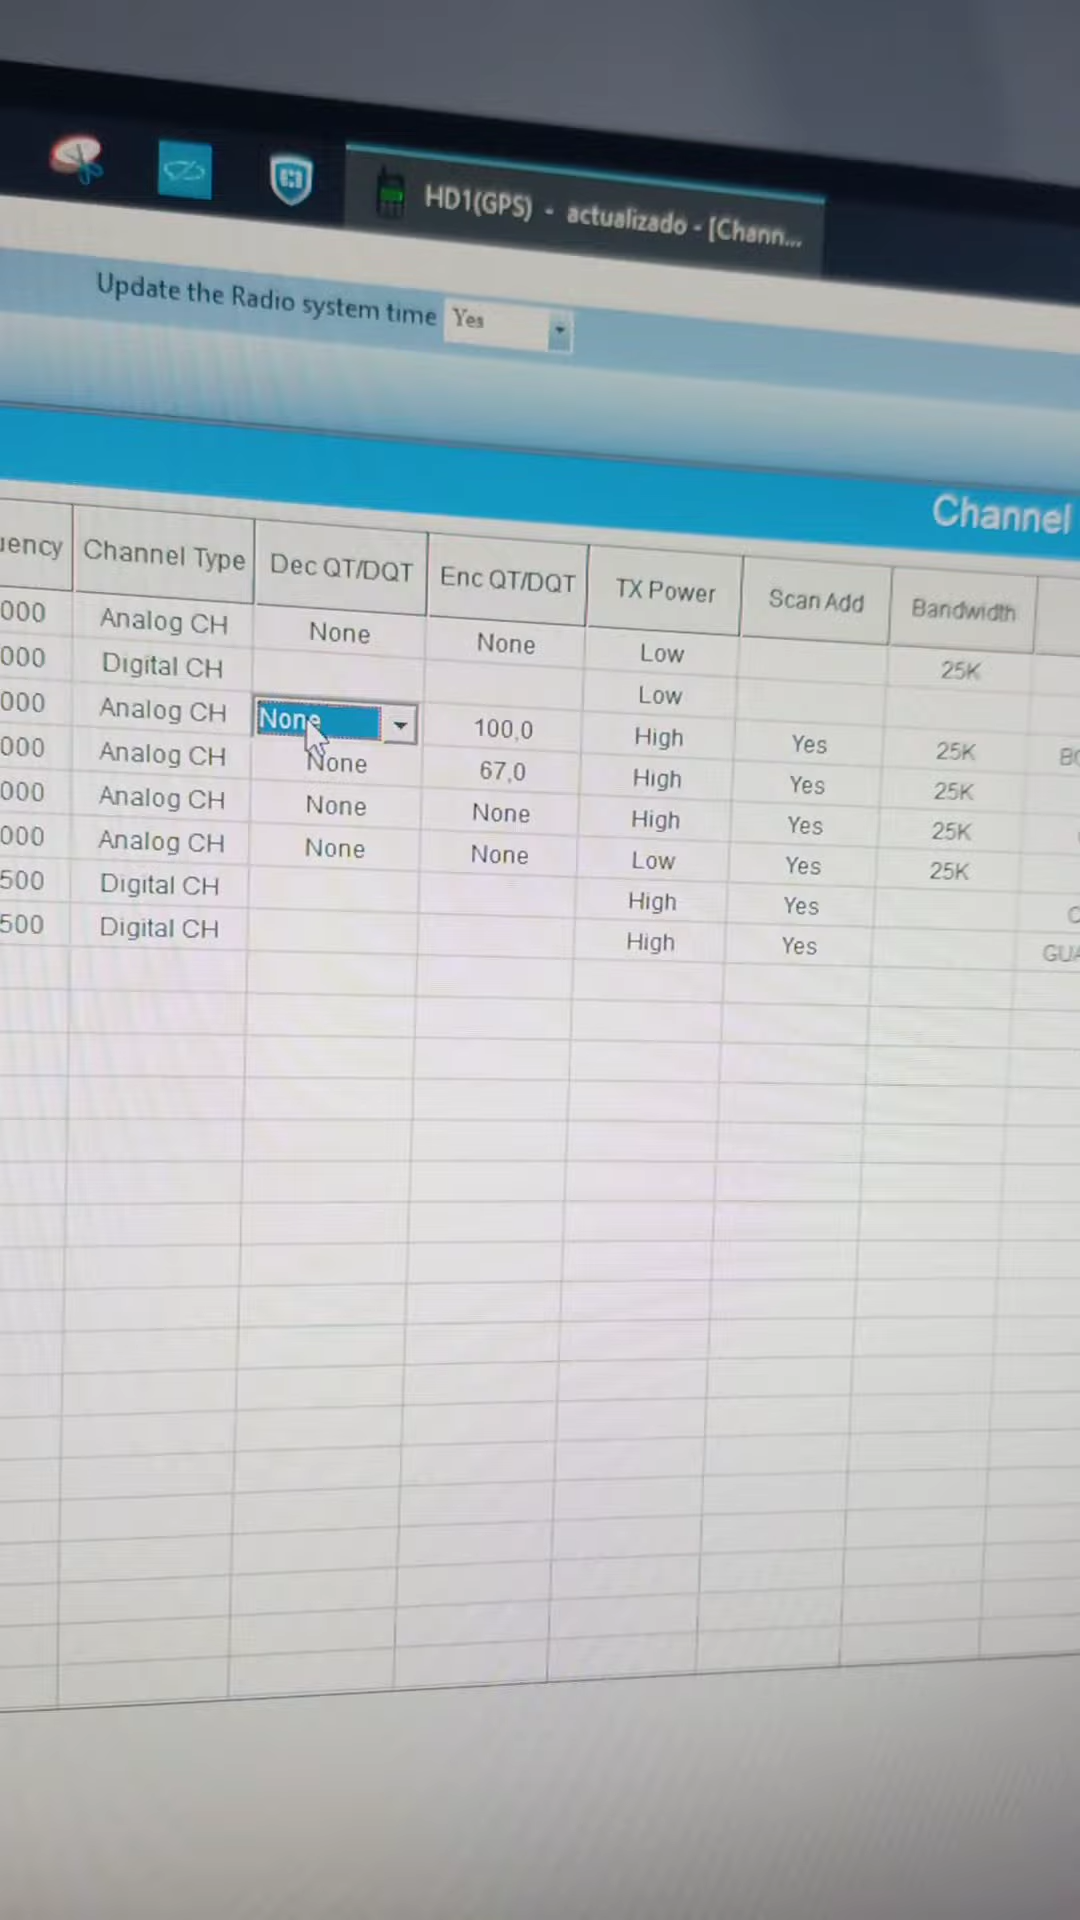 HD1(GPS) - actualizado - [Chann...
Update the Radio system time Yes
Channel
uency Channel Type Dec QT/DQT Enc QT/DQT TX Power Scan Add Bandwidth
000 Analog CH None None Low 25K
000 Digital CH Low
000 Analog CH None 100,0 High Yes 25K BO
000 Analog CH None 67,0 High Yes 25K
000 Analog CH None None High Yes 25K
000 Analog CH None None Low Yes 25K
500 Digital CH High Yes
500 Digital CH High Yes GUA